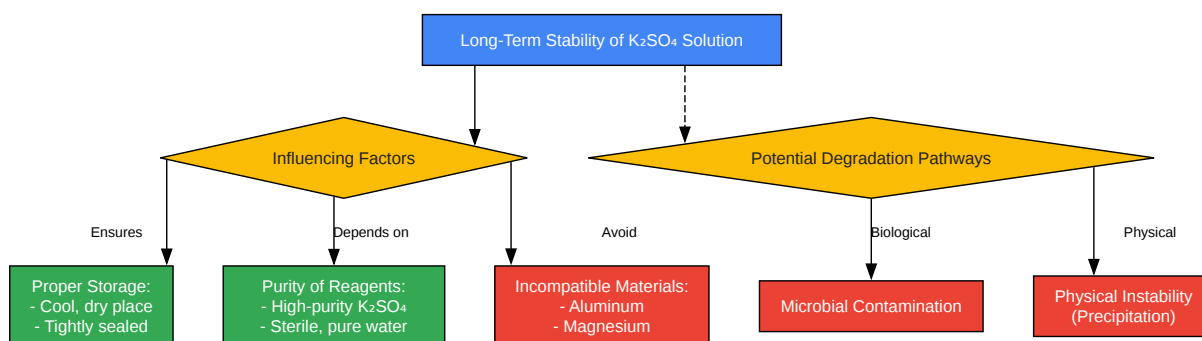 Long-Term Stability of K₂SO₄ Solution
Influencing Factors
Potential Degradation Pathways
Ensures
Depends on
Avoid
Biological
Physical
Proper Storage:
- Cool, dry place
- Tightly sealed
Purity of Reagents:
- High-purity K₂SO₄
- Sterile, pure water
Incompatible Materials:
- Aluminum
- Magnesium
Microbial Contamination
Physical Instability
(Precipitation)